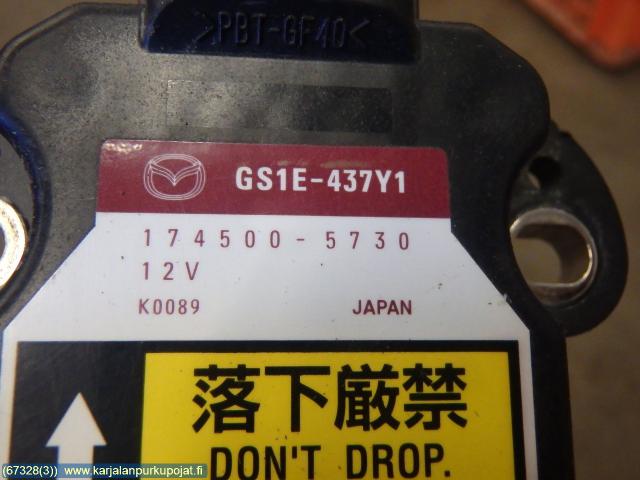 >PBT-GF40<
GS1E-437Y1
174500-5730
12V
K0089 JAPAN
落下厳禁
DON'T DROP.
(67328(3)) www.karjalanpurkupojat.fi